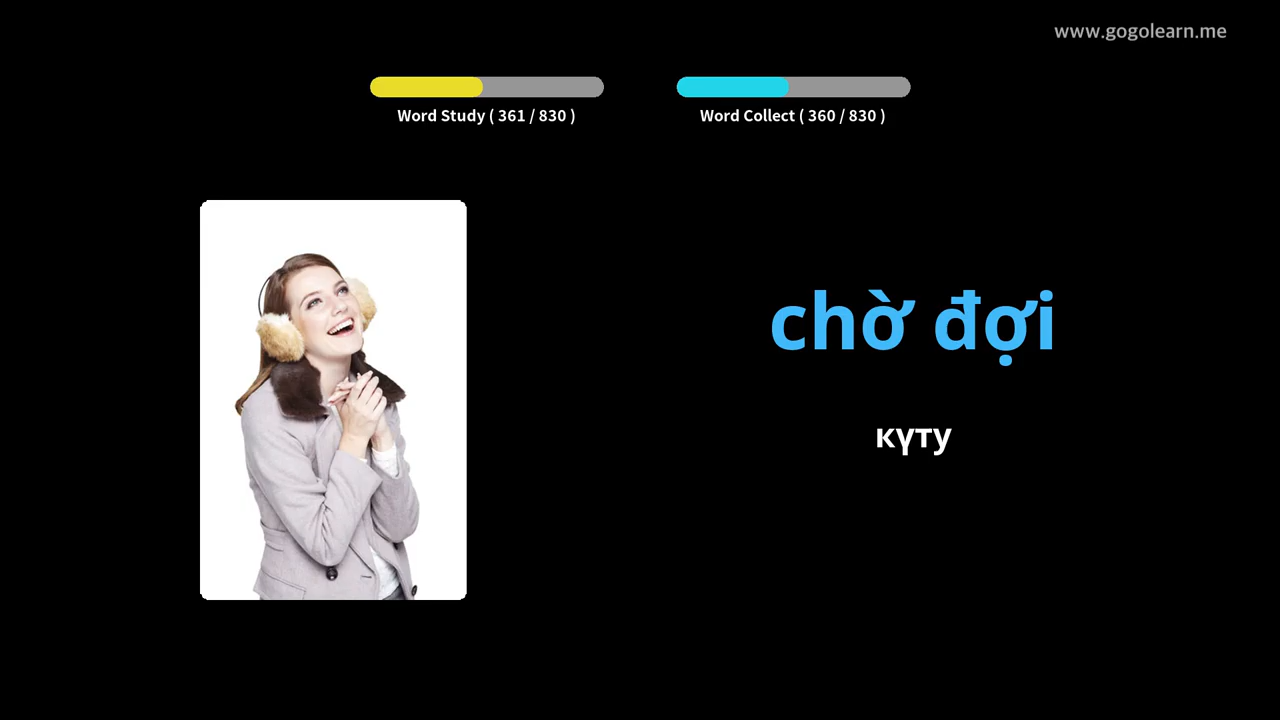 www.gogolearn.me
Word Study ( 361 / 830 )
Word Collect ( 360 / 830 )
chờ đợi
күту